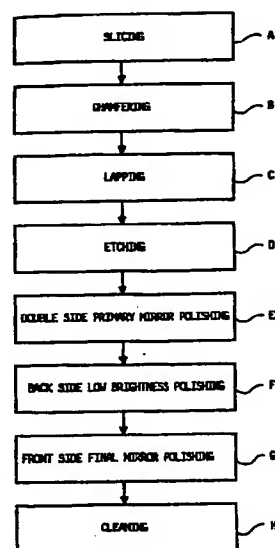 SLICING A
CHAMFERING B
LAPPING C
ETCHING D
DOUBLE SIDE PRIMARY MIRROR POLISHING E
BACK SIDE LOW BRIGHTNESS POLISHING F
FRONT SIDE FINAL MIRROR POLISHING G
CLEANING H